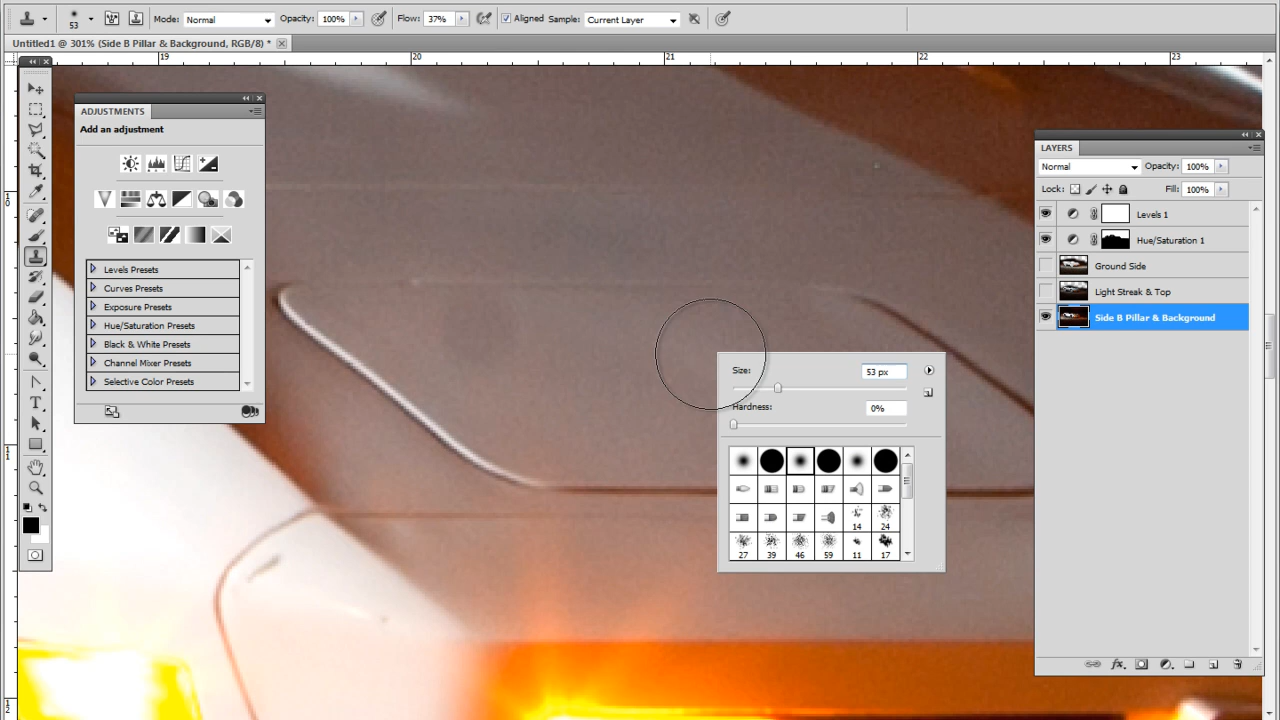 53
Mode: Normal
Opacity: 100%
Flow: 37%
Aligned
Sample: Current Layer
Untitled1 @ 301% (Side B Pillar & Background, RGB/8) *
19
20
21
22
23
10
11
12
ADJUSTMENTS
Add an adjustment
Levels Presets
Curves Presets
Exposure Presets
Hue/Saturation Presets
Black & White Presets
Channel Mixer Presets
Selective Color Presets
Size: 53 px
Hardness: 0%
14
24
27
39
46
59
11
17
LAYERS
Normal
Opacity: 100%
Lock:
Fill: 100%
Levels 1
Hue/Saturation 1
Ground Side
Light Streak & Top
Side B Pillar & Background